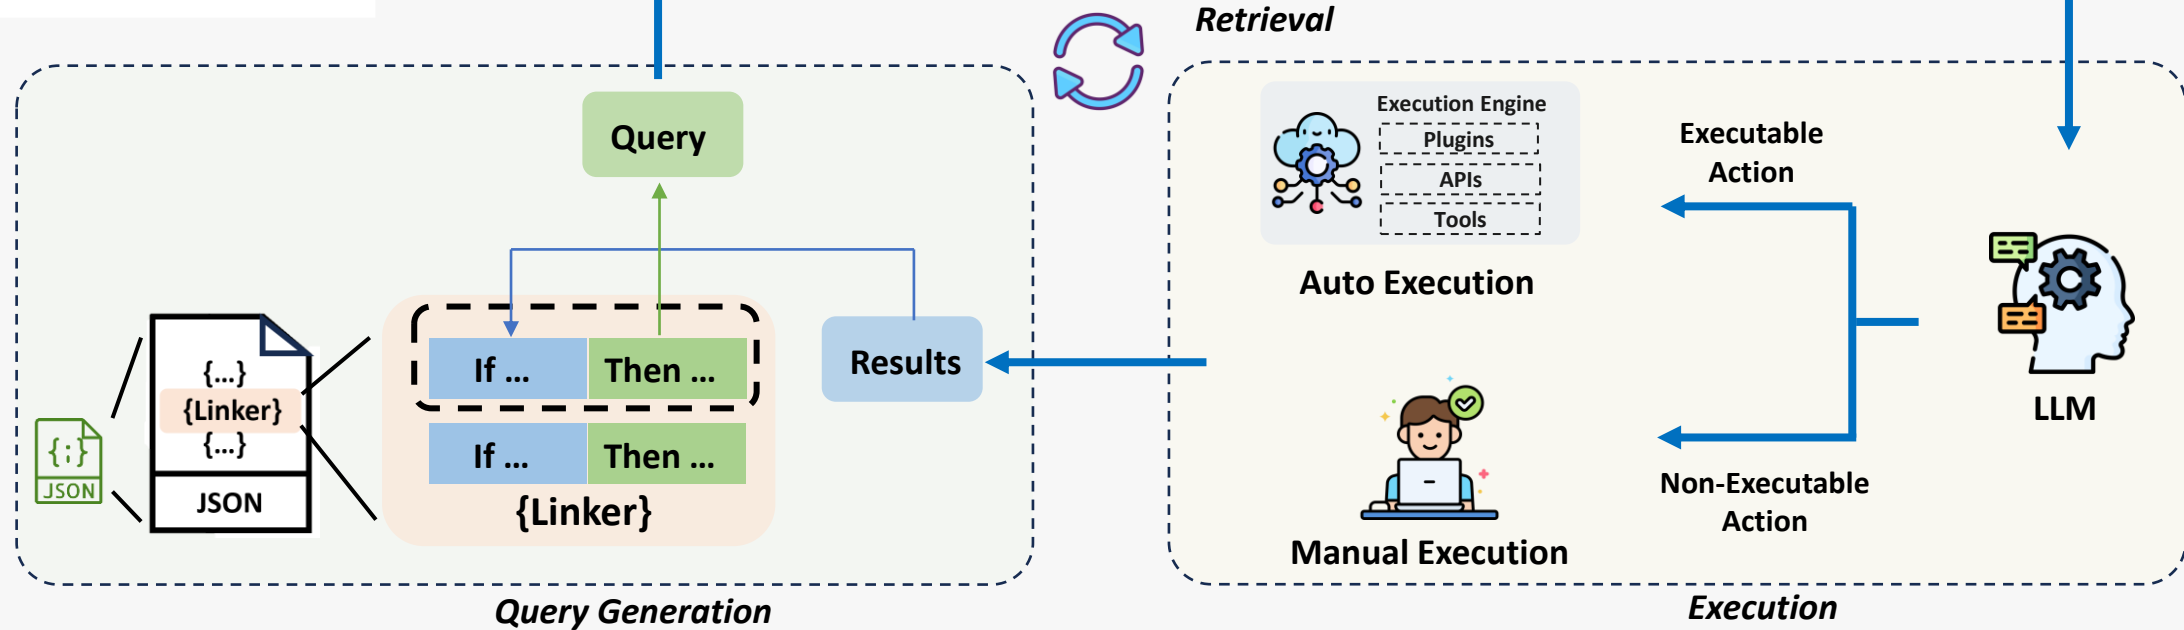 Retrieval
Query
If ...
Then ...
If ...
Then ...
{Linker}
Results
{...}
{Linker}
{...}
JSON
{;}
JSON
Query Generation
Execution Engine
Plugins
APIs
Tools
Auto Execution
Manual Execution
Executable
Action
Non-Executable
Action
LLM
Execution